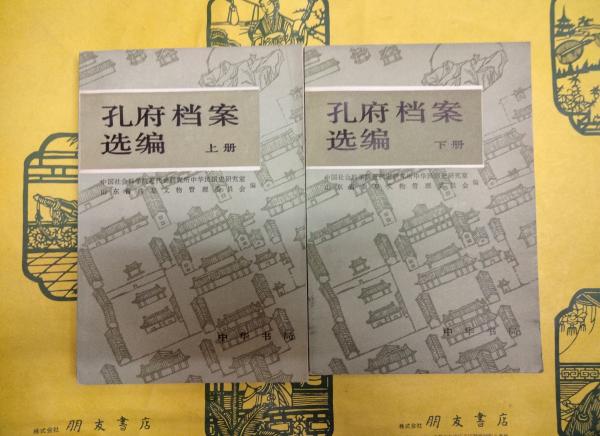 孔府档案
选编 上册
中国社会科学院近代史研究所中华民国史研究室
山东省曲阜文物管理委员会 编
中华书局
孔府档案
选编 下册
中国社会科学院近代史研究所中华民国史研究室
山东省曲阜文物管理委员会 编
中华书局
株式会社 朋友書店
株式会社 朋友書店